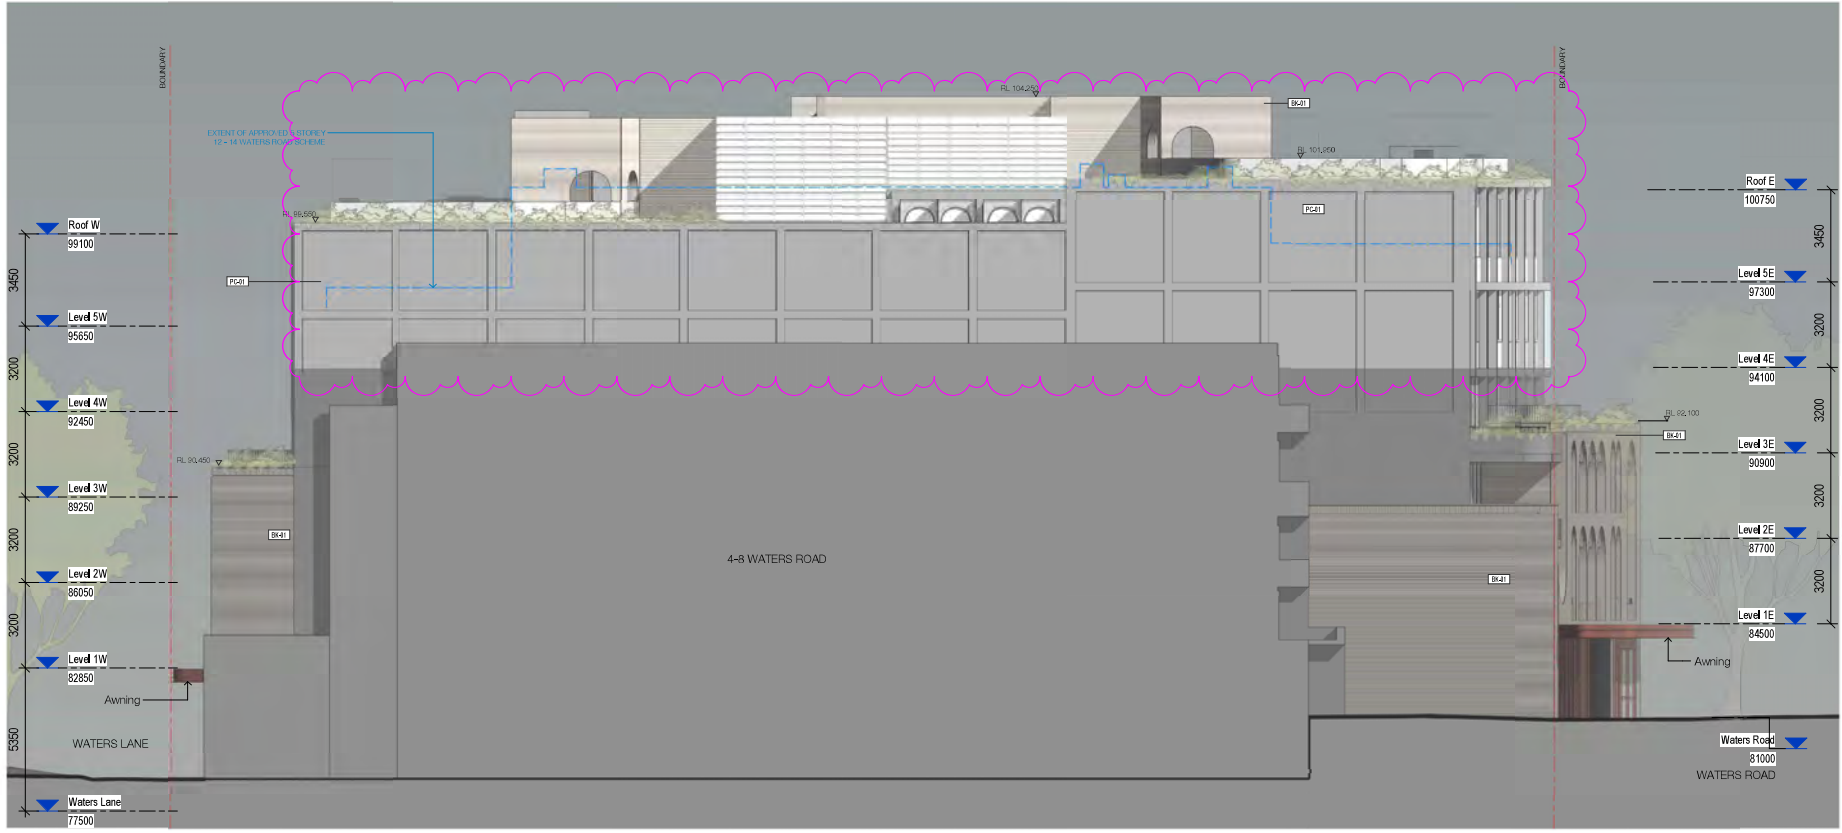 BOUNDARY
BOUNDARY
RL 104,250
BK-01
EXTENT OF APPROVED 5 STOREY
12 - 14 WATERS ROAD SCHEME
RL 101,950
Roof E
100750
PC-01
RL 99,550
Roof W
99100
3450
3450
PC-01
Level 5E
97300
Level 5W
95650
3200
3200
Level 4E
94100
Level 4W
92450
RL 92,100
BK-01
3200
3200
Level 3E
90900
RL 90,450
Level 3W
89250
3200
3200
BK-01
Level 2E
87700
4-8 WATERS ROAD
Level 2W
86050
BK-01
3200
3200
Level 1E
84500
Level 1W
82850
Awning
Awning
5350
WATERS LANE
Waters Road
81000
WATERS ROAD
Waters Lane
77500